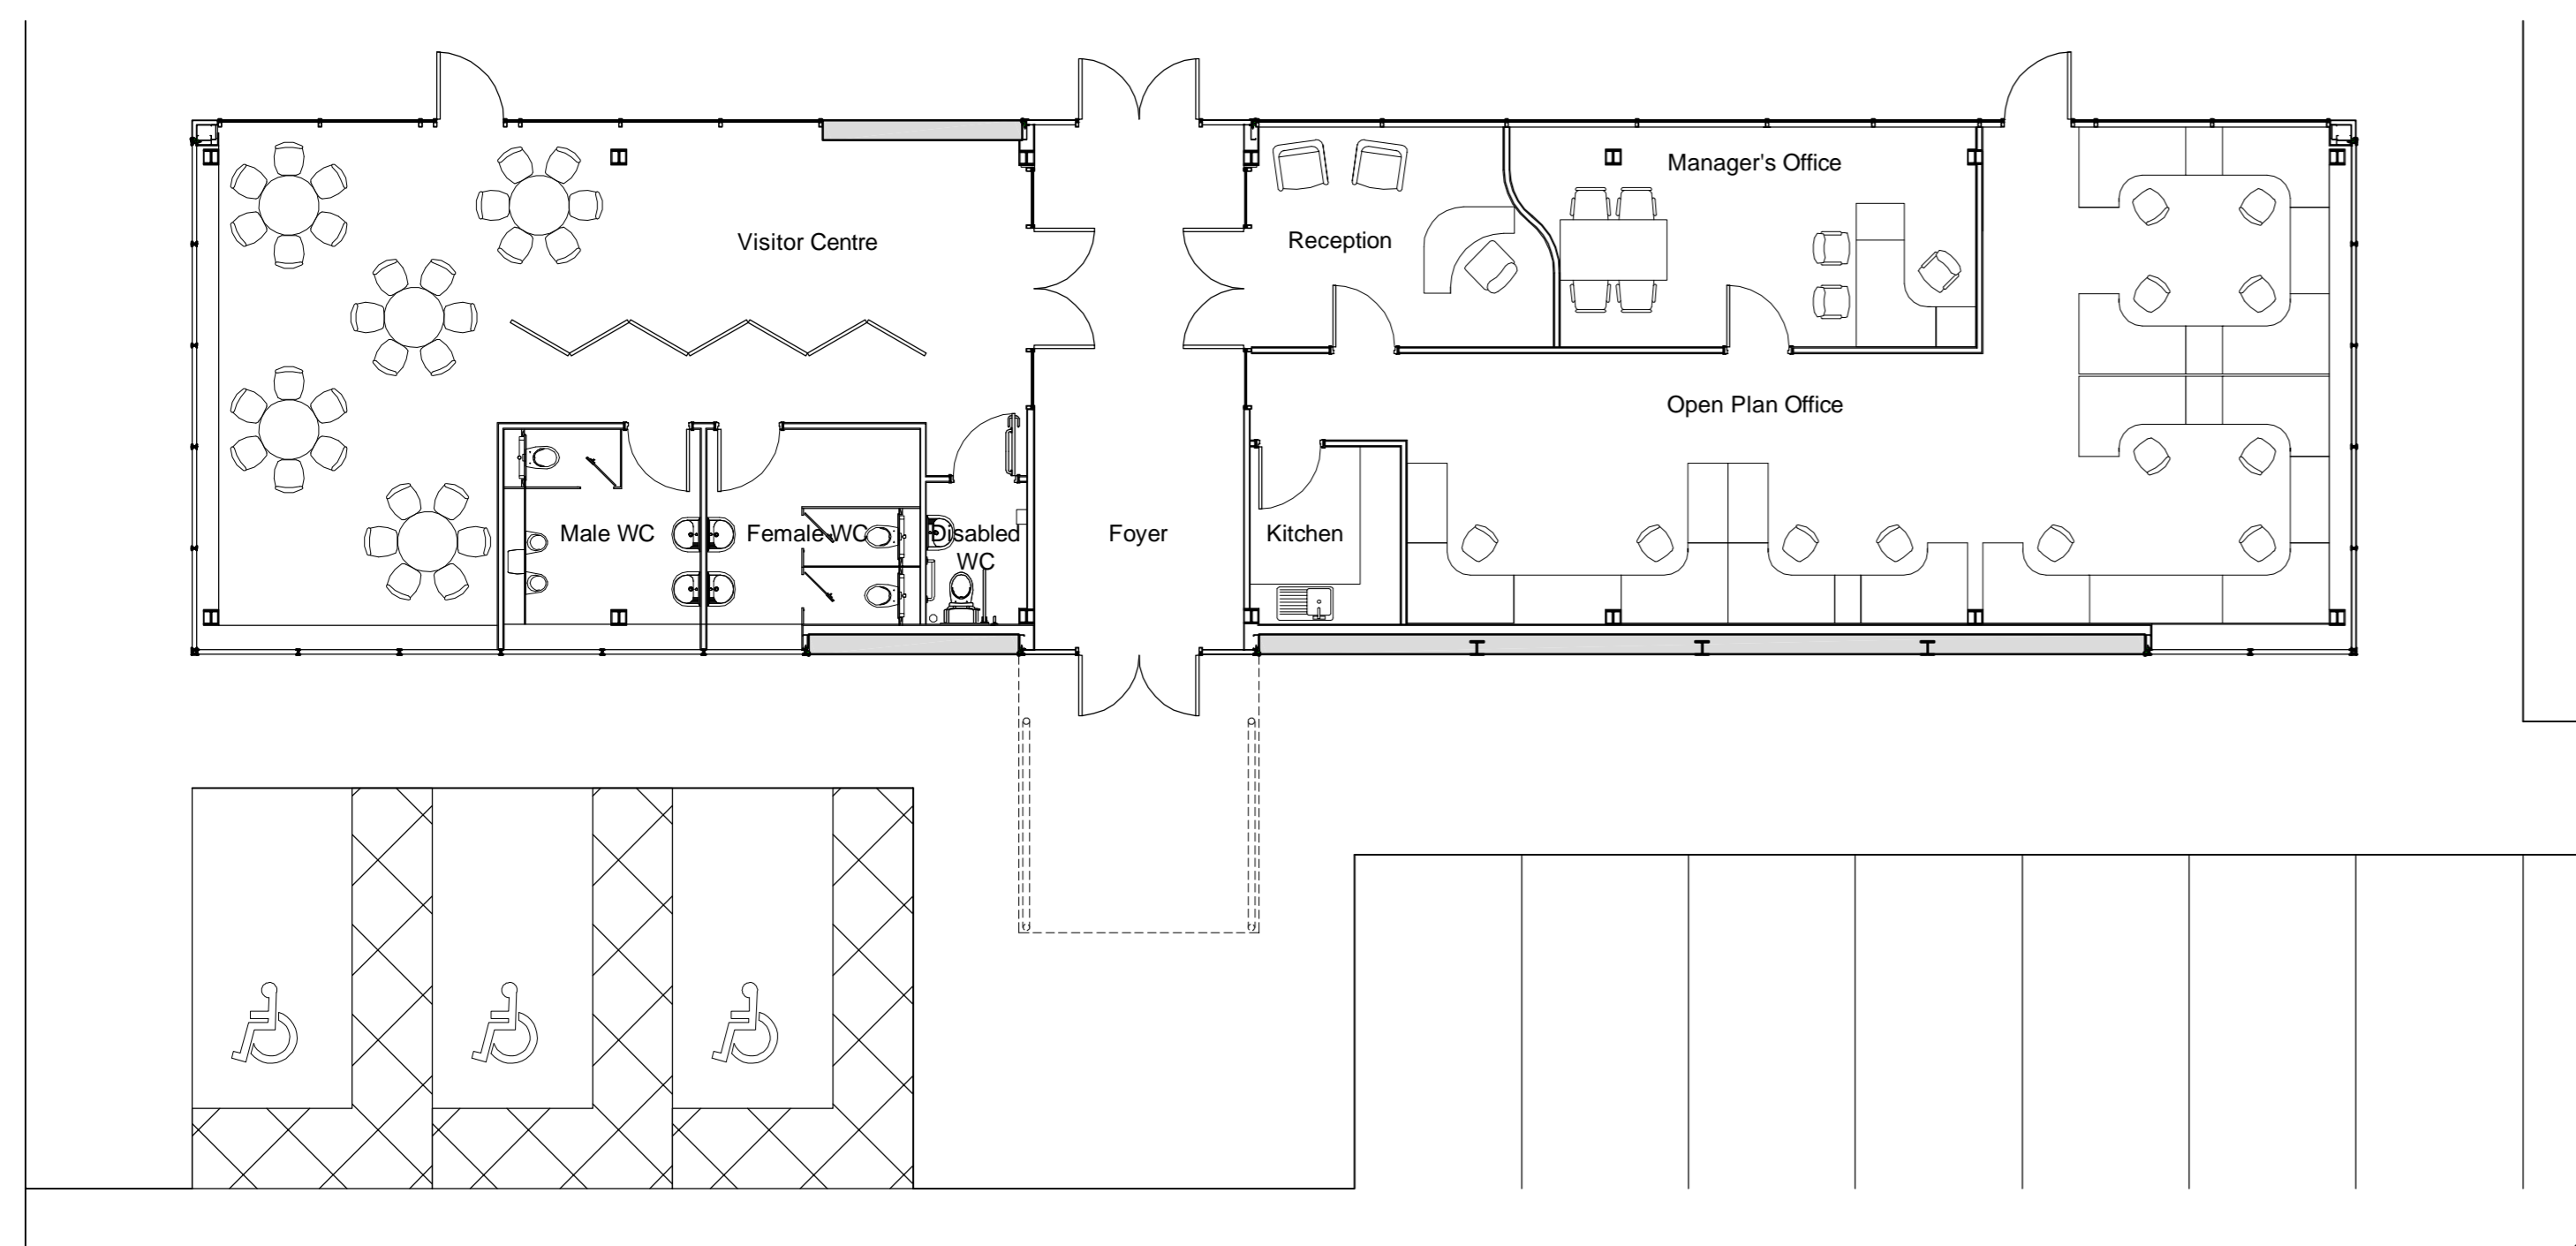 Manager's Office
Visitor Centre
Reception
Open Plan Office
Male WC
Female WC
Disabled
WC
Foyer
Kitchen